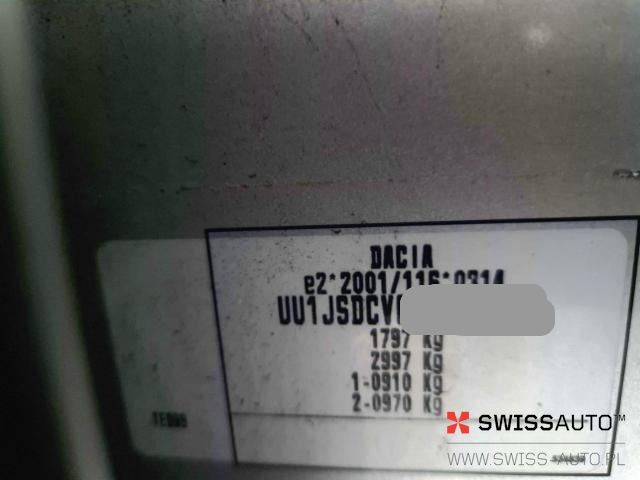 DACIA
e2*2001/116*0314
UU1JSDCV
1797 Kg
2997 Kg
1-0910 Kg
2-0970 Kg
SWISSAUTO™
WWW.SWISS-AUTO.PL